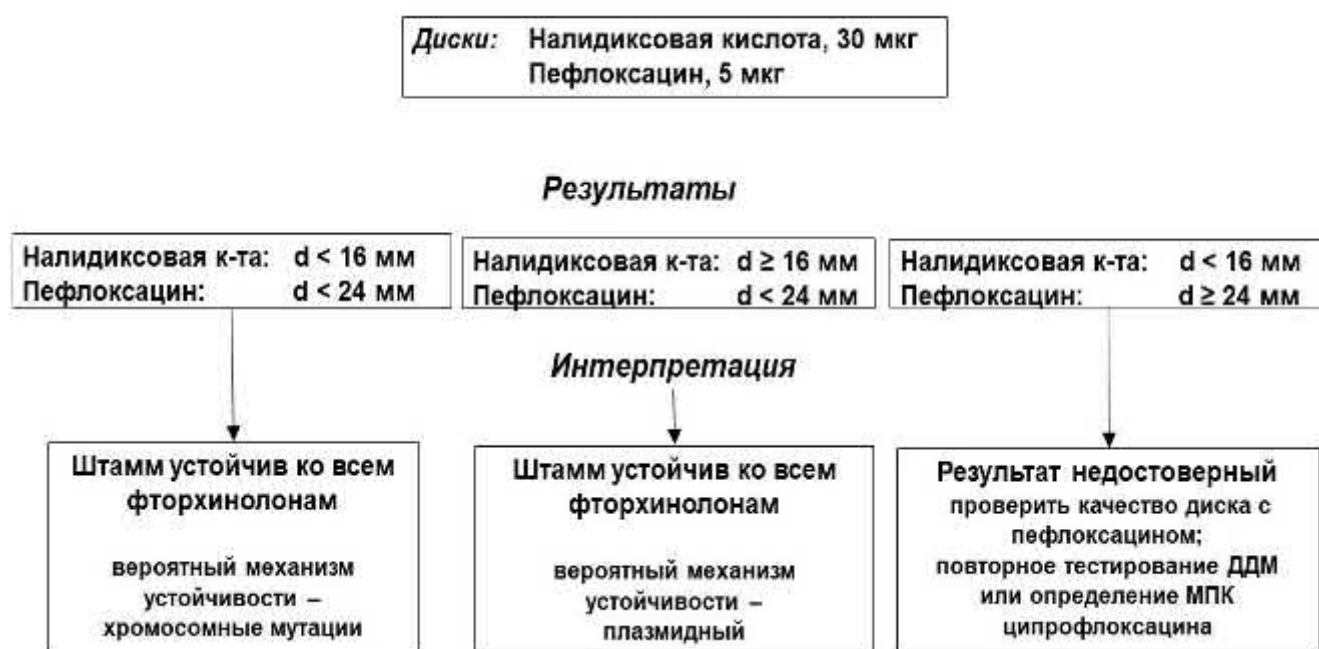 Диски: Налидиксовая кислота, 30 мкг
Пефлоксацин, 5 мкг
Результаты
Налидиксовая к-та: d < 16 мм
Пефлоксацин: d < 24 мм
Налидиксовая к-та: d ≥ 16 мм
Пефлоксацин: d < 24 мм
Налидиксовая к-та: d < 16 мм
Пефлоксацин: d ≥ 24 мм
Интерпретация
Штамм устойчив ко всем
фторхинолонам
вероятный механизм
устойчивости –
хромосомные мутации
Штамм устойчив ко всем
фторхинолонам
вероятный механизм
устойчивости –
плазмидный
Результат недостоверный
проверить качество диска с
пефлоксацином;
повторное тестирование ДДМ
или определение МПК
ципрофлоксацина